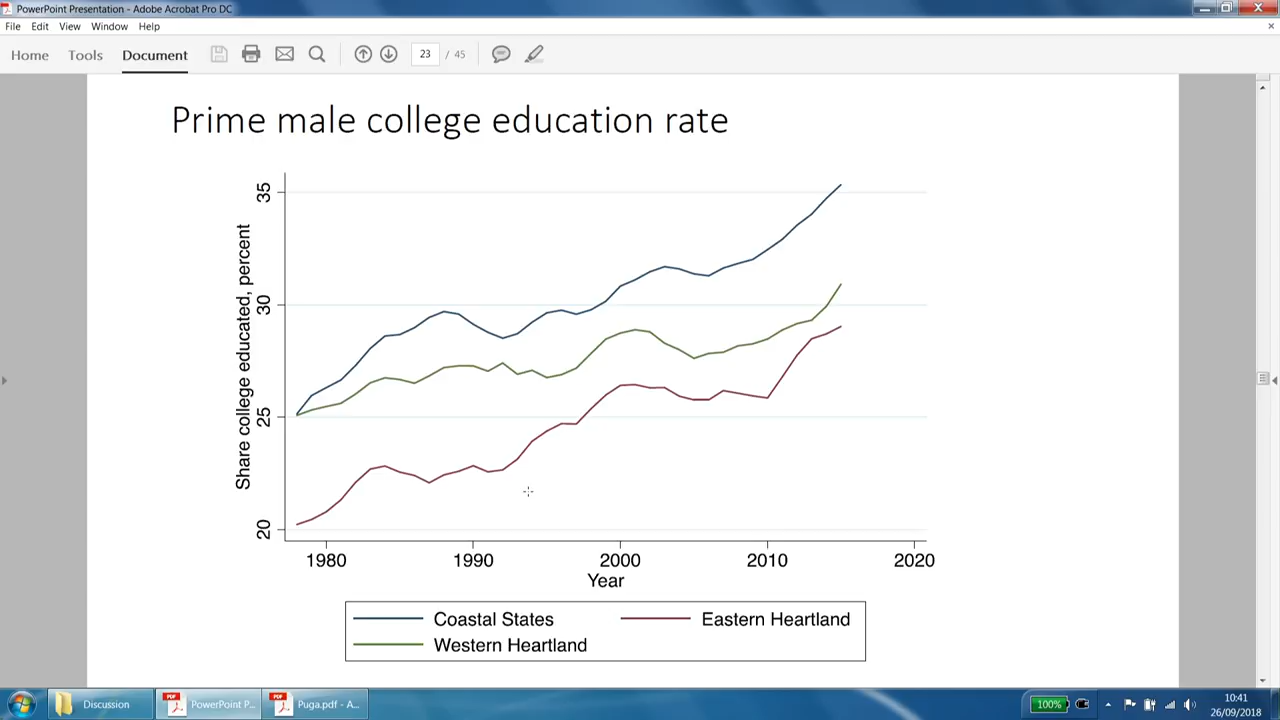 PowerPoint Presentation - Adobe Acrobat Pro DC
File Edit View Window Help
Home Tools Document 23 / 45
Prime male college education rate
Share college educated, percent
35
30
25
20
1980 1990 2000 2010 2020
Year
Coastal States Eastern Heartland
Western Heartland
Discussion PowerPoint P... Puga.pdf - A... 100% 10:41
26/09/2018